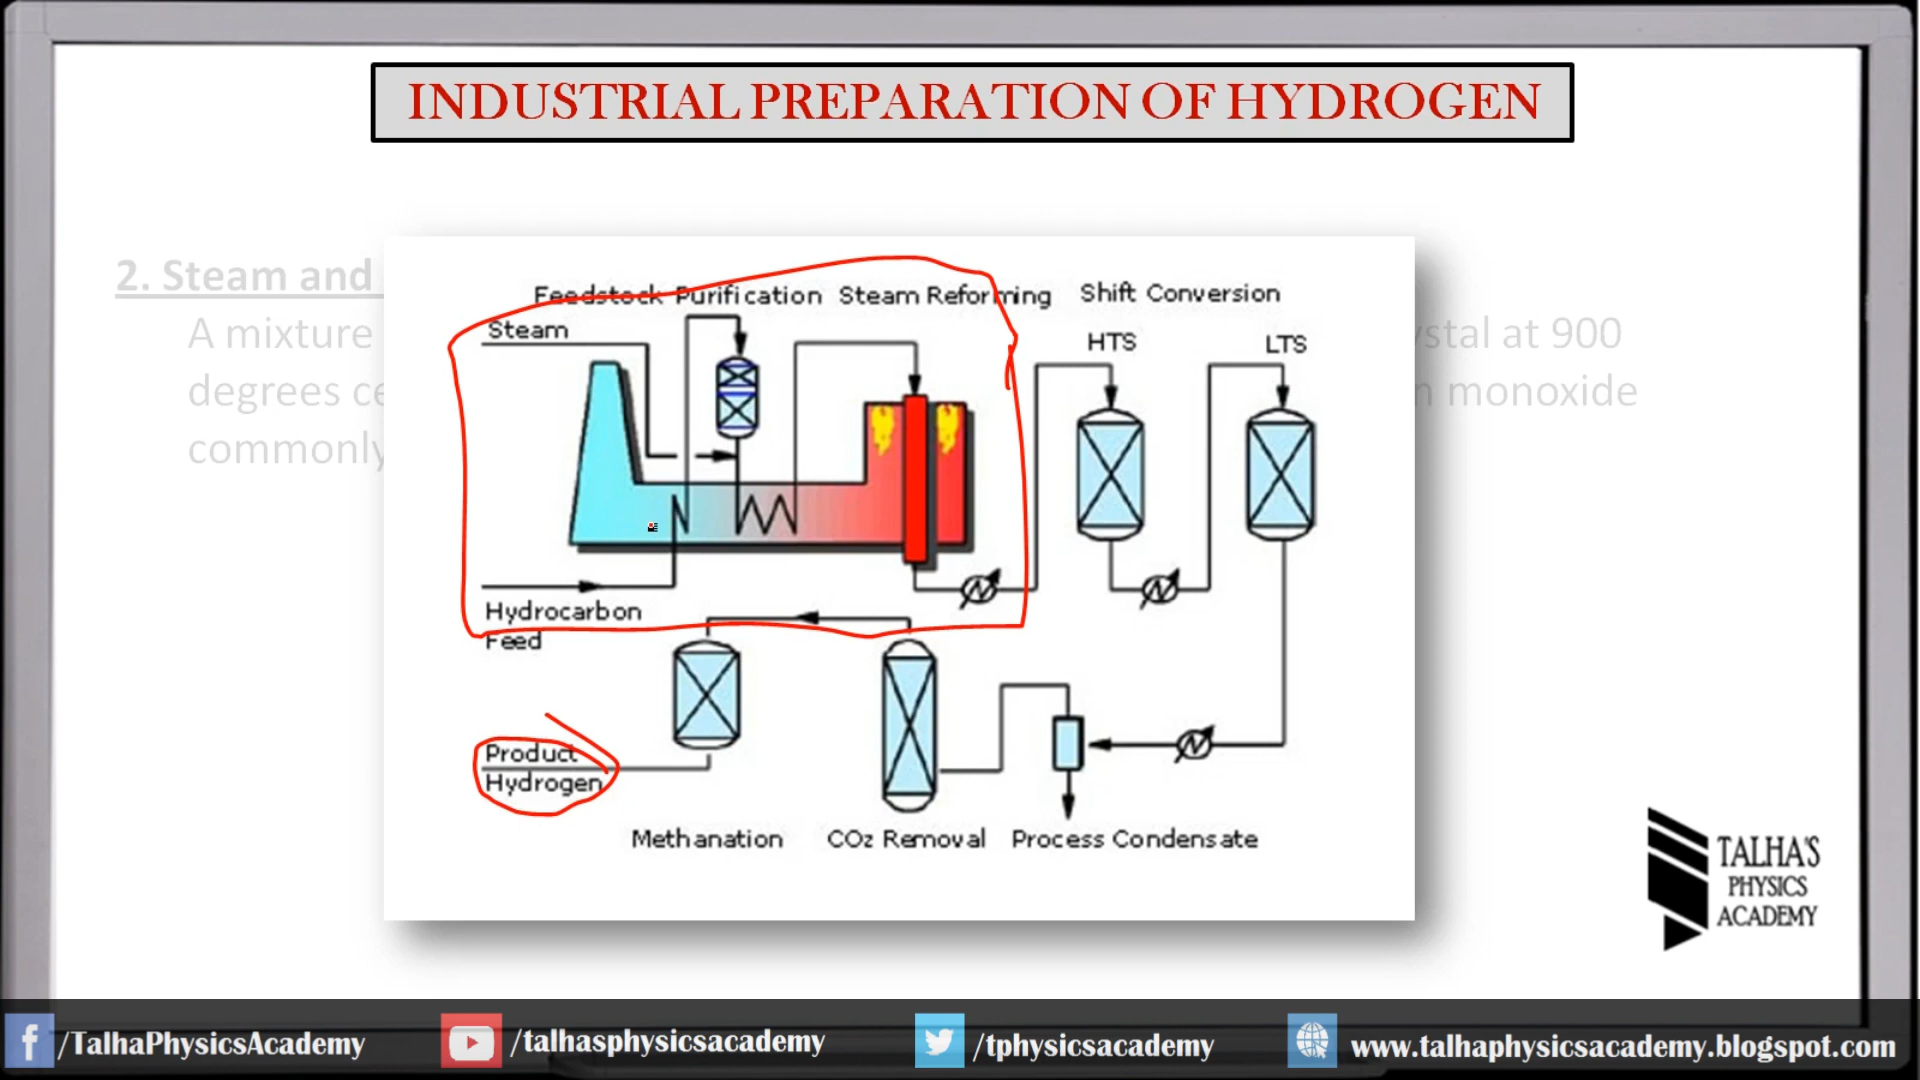 INDUSTRIAL PREPARATION OF HYDROGEN
2. Steam and
A mixture
stal at 900
degrees ce
n monoxide
commonly
Feedstock Purification
Steam Reforming
Shift Conversion
Steam
HTS
LTS
Hydrocarbon
Feed
Product
Hydrogen
Methanation
CO2 Removal
Process Condensate
TALHA'S
PHYSICS
ACADEMY
/TalhaPhysicsAcademy
/talhasphysicsacademy
/tphysicsacademy
www.talhaphysicsacademy.blogspot.com